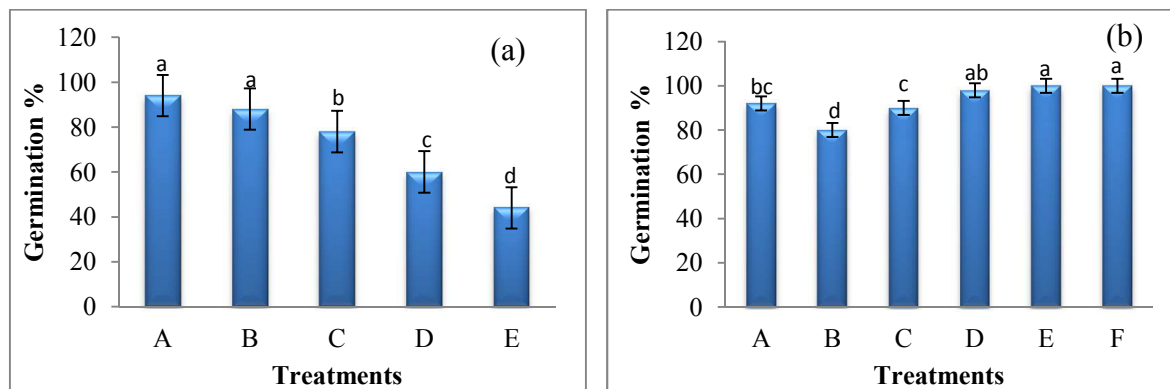 (a)
Germination %
120
100
80
60
40
20
0
a
a
b
c
d
A B C D E
Treatments
(b)
Germination %
120
100
80
60
40
20
0
bc
d
c
ab
a
a
A B C D E F
Treatments